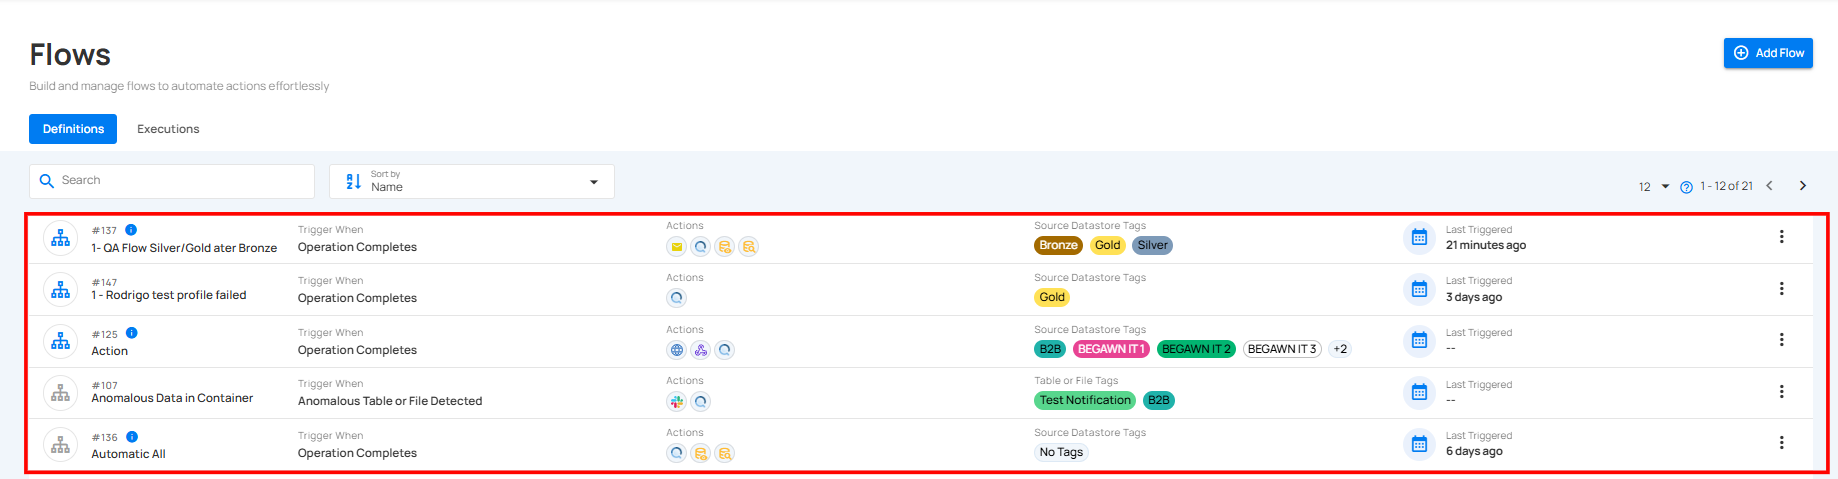 Flows
Add Flow
Build and manage flows to automate actions effortlessly
Definitions Executions
Search
Sort by
Name
12 1 - 12 of 21
#137 Trigger When Actions Source Datastore Tags Last Triggered
1- QA Flow Silver/Gold ater Bronze Operation Completes Bronze Gold Silver 21 minutes ago
#147 Trigger When Actions Source Datastore Tags Last Triggered
1 - Rodrigo test profile failed Operation Completes Gold 3 days ago
#125 Trigger When Actions Source Datastore Tags Last Triggered
Action Operation Completes B2B BEGAWN IT 1 BEGAWN IT 2 BEGAWN IT 3 +2 --
#107 Trigger When Actions Table or File Tags Last Triggered
Anomalous Data in Container Anomalous Table or File Detected Test Notification B2B --
#136 Trigger When Actions Source Datastore Tags Last Triggered
Automatic All Operation Completes No Tags 6 days ago